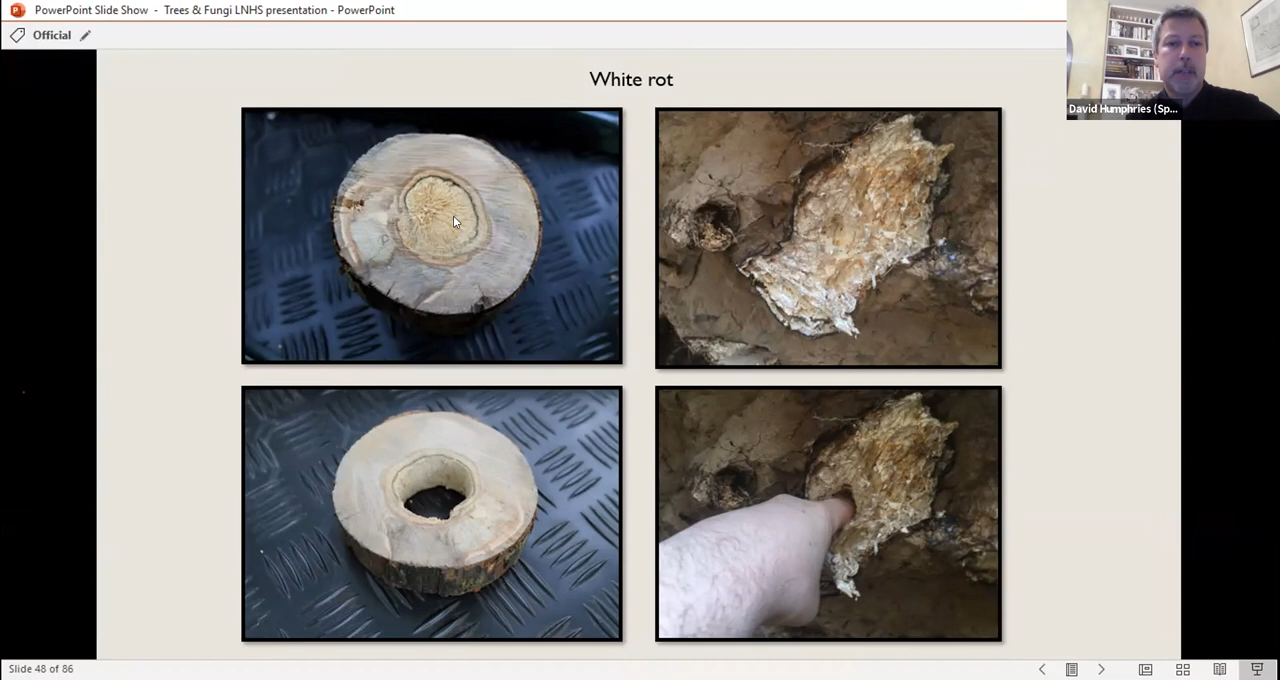 PowerPoint Slide Show - Trees & Fungi LNHS presentation - PowerPoint
Official
David Humphries (Sp...
White rot
Slide 48 of 86